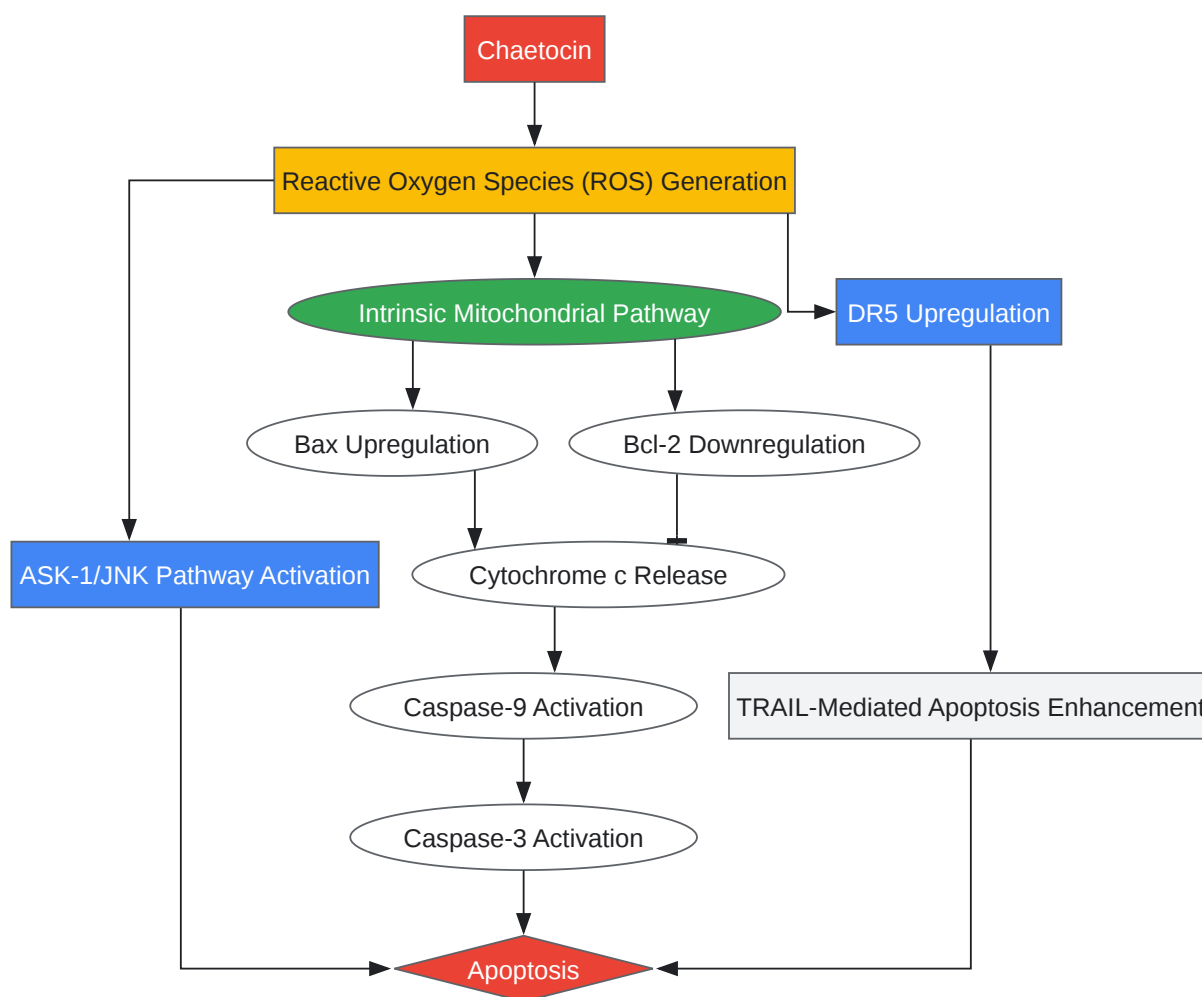 Chaetocin
Reactive Oxygen Species (ROS) Generation
Intrinsic Mitochondrial Pathway
DR5 Upregulation
Bax Upregulation
Bcl-2 Downregulation
ASK-1/JNK Pathway Activation
Cytochrome c Release
Caspase-9 Activation
TRAIL-Mediated Apoptosis Enhancement
Caspase-3 Activation
Apoptosis